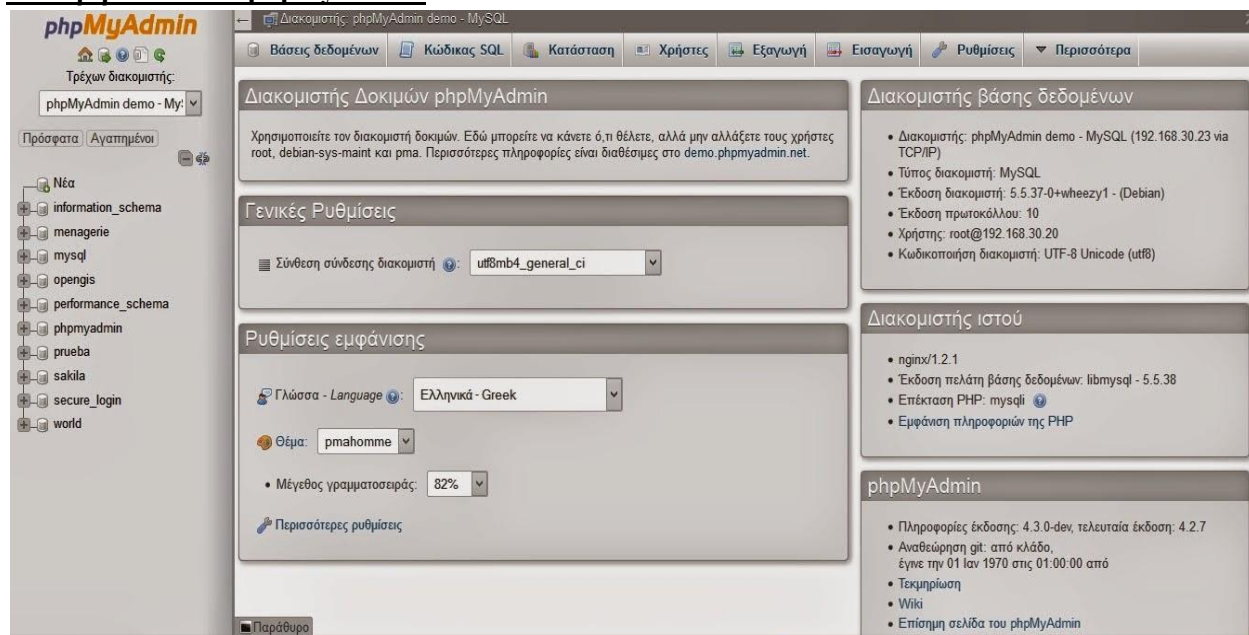 phpMyAdmin
Τρέχων διακομιστής:
phpMyAdmin demo - My
Πρόσφατα Αγαπημένοι
Νέα
information_schema
menagerie
mysql
opengis
performance_schema
phpmyadmin
prueba
sakila
secure_login
world
Διακομιστής: phpMyAdmin demo - MySQL
Βάσεις δεδομένων Κώδικας SQL Κατάσταση Χρήστες Εξαγωγή Εισαγωγή Ρυθμίσεις Περισσότερα
Διακομιστής Δοκιμών phpMyAdmin
Χρησιμοποιείτε τον διακομιστή δοκιμών. Εδώ μπορείτε να κάνετε ό,τι θέλετε, αλλά μην αλλάξετε τους χρήστες
root, debian-sys-maint και pma. Περισσότερες πληροφορίες είναι διαθέσιμες στο demo.phpmyadmin.net.
Γενικές Ρυθμίσεις
Σύνθεση σύνδεσης διακομιστή : utf8mb4_general_ci
Ρυθμίσεις εμφάνισης
Γλώσσα - Language : Ελληνικά - Greek
Θέμα: pmahomme
• Μέγεθος γραμματοσειράς: 82%
Περισσότερες ρυθμίσεις
Παράθυρο
Διακομιστής βάσης δεδομένων
• Διακομιστής: phpMyAdmin demo - MySQL (192.168.30.23 via
TCP/IP)
• Τύπος διακομιστή: MySQL
• Έκδοση διακομιστή: 5.5.37-0+wheezy1 - (Debian)
• Έκδοση πρωτοκόλλου: 10
• Χρήστης: root@192.168.30.20
• Κωδικοποίηση διακομιστή: UTF-8 Unicode (utf8)
Διακομιστής ιστού
• nginx/1.2.1
• Έκδοση πελάτη βάσης δεδομένων: libmysql - 5.5.38
• Επέκταση PHP: mysqli
• Εμφάνιση πληροφοριών της PHP
phpMyAdmin
• Πληροφορίες έκδοσης: 4.3.0-dev, τελευταία έκδοση: 4.2.7
• Αναθεώρηση git: από κλάδο,
έγινε την 01 Ιαν 1970 στις 01:00:00 από
• Τεκμηρίωση
• Wiki
• Επίσημη σελίδα του phpMyAdmin